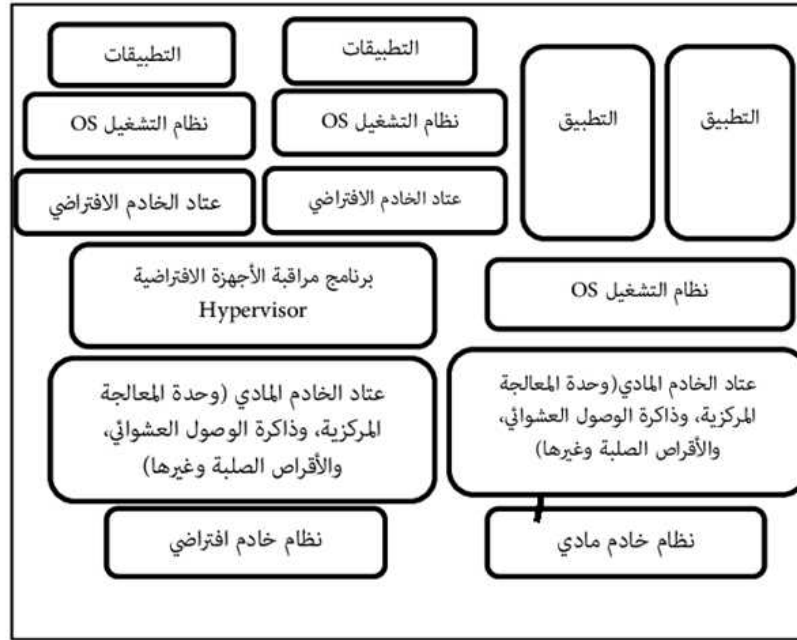 التطبيقات
التطبيقات
التطبيق
التطبيق
نظام التشغيل OS
نظام التشغيل OS
عتاد الخادم الافتراضي
عتاد الخادم الافتراضي
نظام التشغيل OS
برنامج مراقبة الأجهزة الافتراضية
Hypervisor
عتاد الخادم المادي(وحدة المعالجة
المركزية، وذاكرة الوصول العشوائي،
والأقراص الصلبة وغيرها)
عتاد الخادم المادي (وحدة المعالجة
المركزية، وذاكرة الوصول العشوائي،
والأقراص الصلبة وغيرها)
نظام خادم مادي
نظام خادم افتراضي